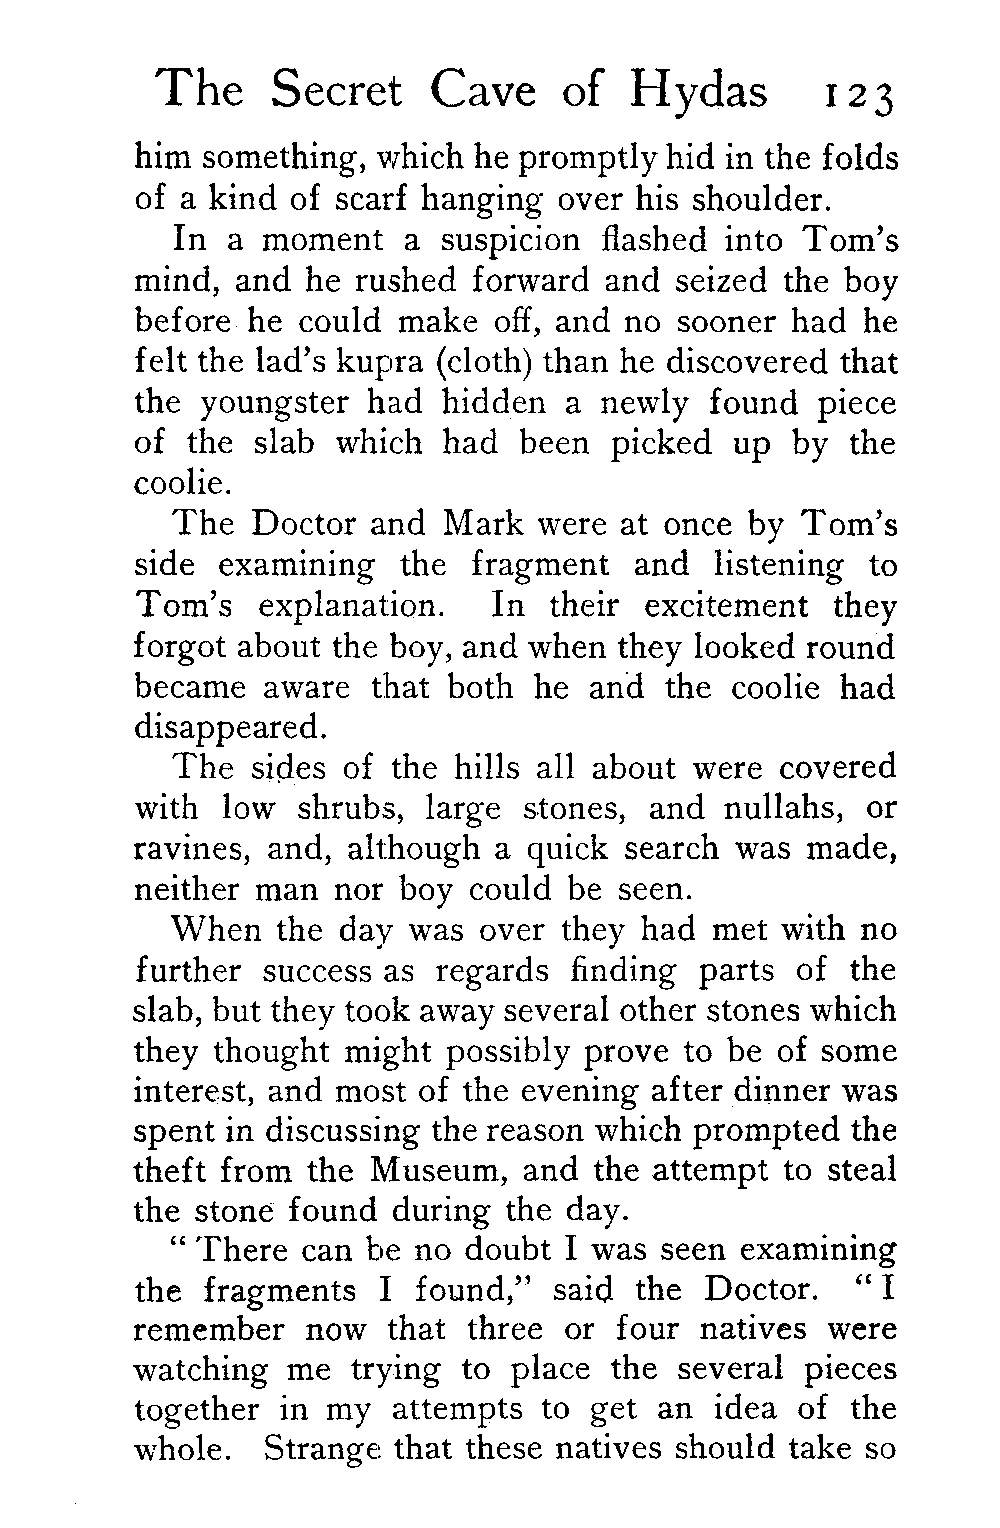 The Secret Cave of Hydas 123
him something, which he promptly hid in the folds
of a kind of scarf hanging over his shoulder.
In a moment a suspicion flashed into Tom's
mind, and he rushed forward and seized the boy
before he could make off, and no sooner had he
felt the lad's kupra (cloth) than he discovered that
the youngster had hidden a newly found piece
of the slab which had been picked up by the
coolie.
The Doctor and Mark were at once by Tom's
side examining the fragment and listening to
Tom's explanation. In their excitement they
forgot about the boy, and when they looked round
became aware that both he and the coolie had
disappeared.
The sides of the hills all about were covered
with low shrubs, large stones, and nullahs, or
ravines, and, although a quick search was made,
neither man nor boy could be seen.
When the day was over they had met with no
further success as regards finding parts of the
slab, but they took away several other stones which
they thought might possibly prove to be of some
interest, and most of the evening after dinner was
spent in discussing the reason which prompted the
theft from the Museum, and the attempt to steal
the stone found during the day.
"There can be no doubt I was seen examining
the fragments I found," said the Doctor. "I
remember now that three or four natives were
watching me trying to place the several pieces
together in my attempts to get an idea of the
whole. Strange that these natives should take so